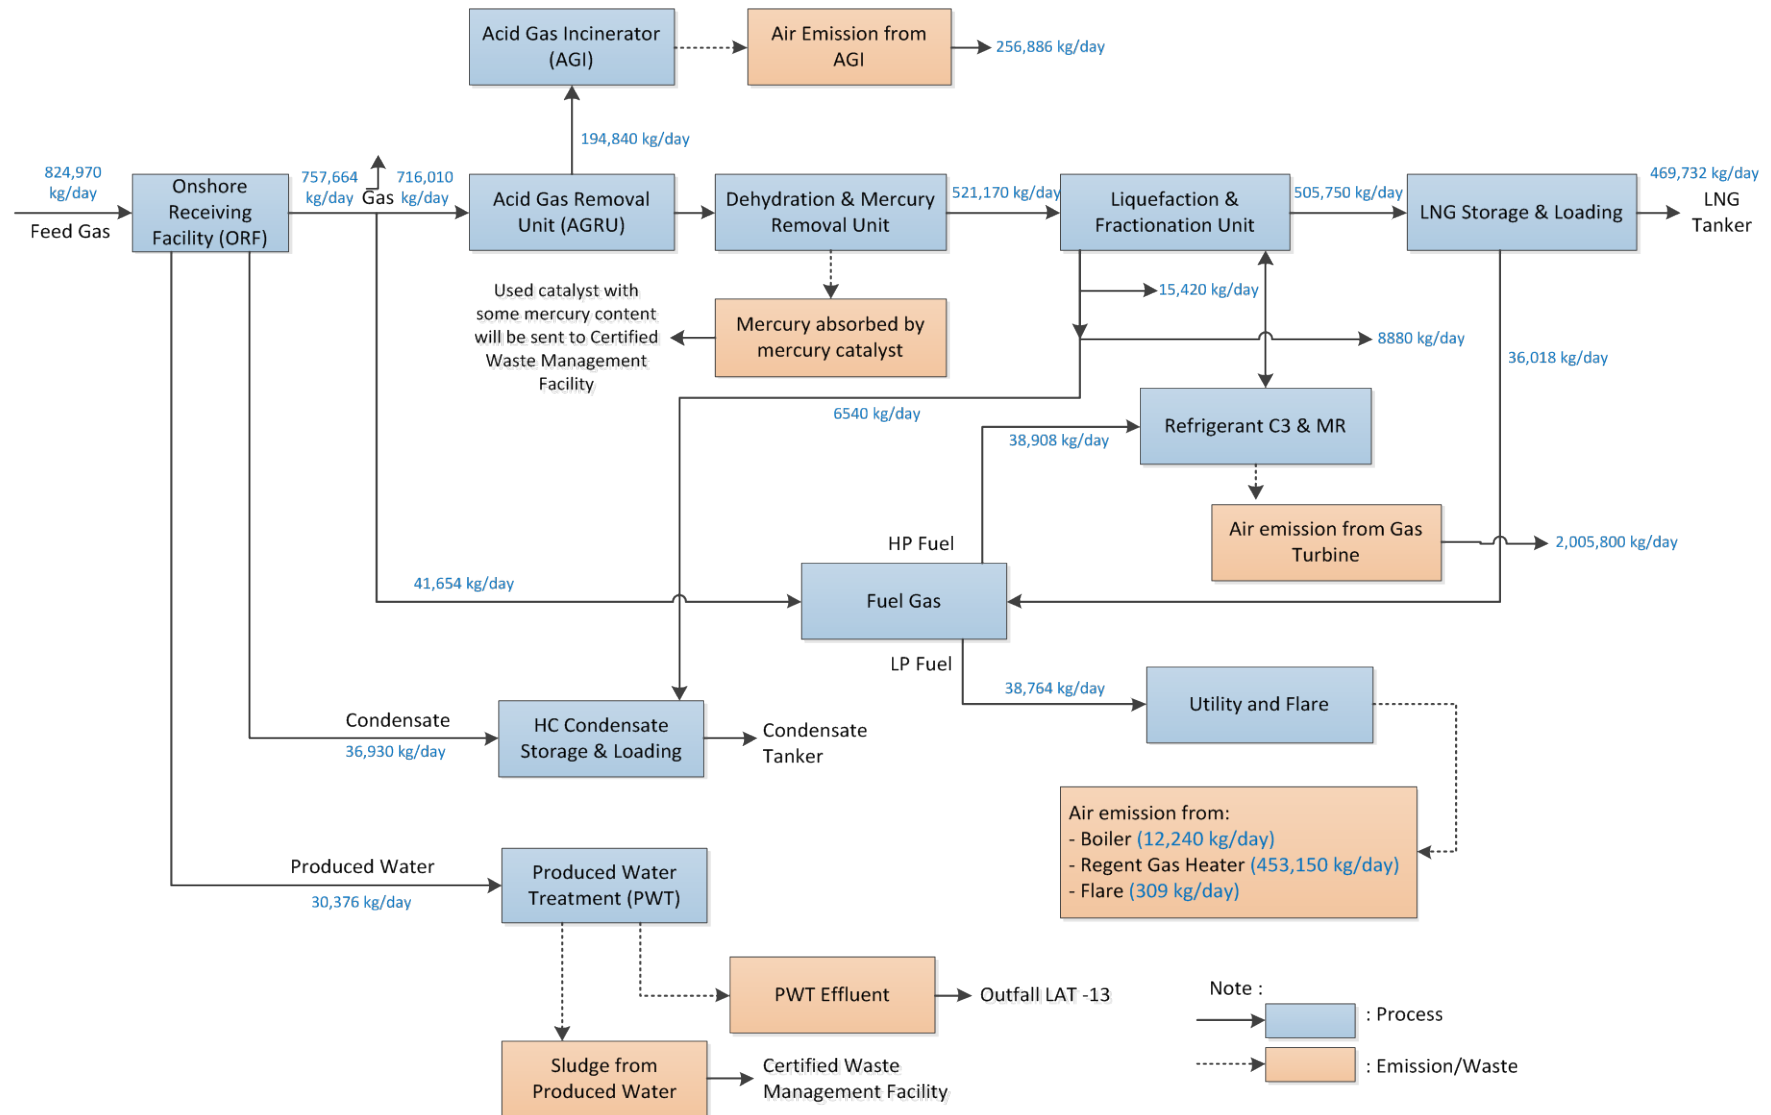 Acid Gas Incinerator
(AGI)
Air Emission from
AGI
256,886 kg/day
194,840 kg/day
824,970
kg/day
Feed Gas
Onshore
Receiving
Facility (ORF)
757,664
kg/day
Gas
716,010
kg/day
Acid Gas Removal
Unit (AGRU)
Dehydration & Mercury
Removal Unit
521,170 kg/day
Liquefaction &
Fractionation Unit
505,750 kg/day
LNG Storage & Loading
469,732 kg/day
LNG
Tanker
Used catalyst with
some mercury content
will be sent to Certified
Waste Management
Facility
Mercury absorbed by
mercury catalyst
15,420 kg/day
8880 kg/day
36,018 kg/day
6540 kg/day
38,908 kg/day
Refrigerant C3 & MR
Air emission from Gas
Turbine
2,005,800 kg/day
HP Fuel
41,654 kg/day
Fuel Gas
LP Fuel
38,764 kg/day
Utility and Flare
Condensate
36,930 kg/day
HC Condensate
Storage & Loading
Condensate
Tanker
Air emission from:
- Boiler (12,240 kg/day)
- Regent Gas Heater (453,150 kg/day)
- Flare (309 kg/day)
Produced Water
30,376 kg/day
Produced Water
Treatment (PWT)
PWT Effluent
Outfall LAT -13
Sludge from
Produced Water
Certified Waste
Management Facility
Note :
: Process
: Emission/Waste